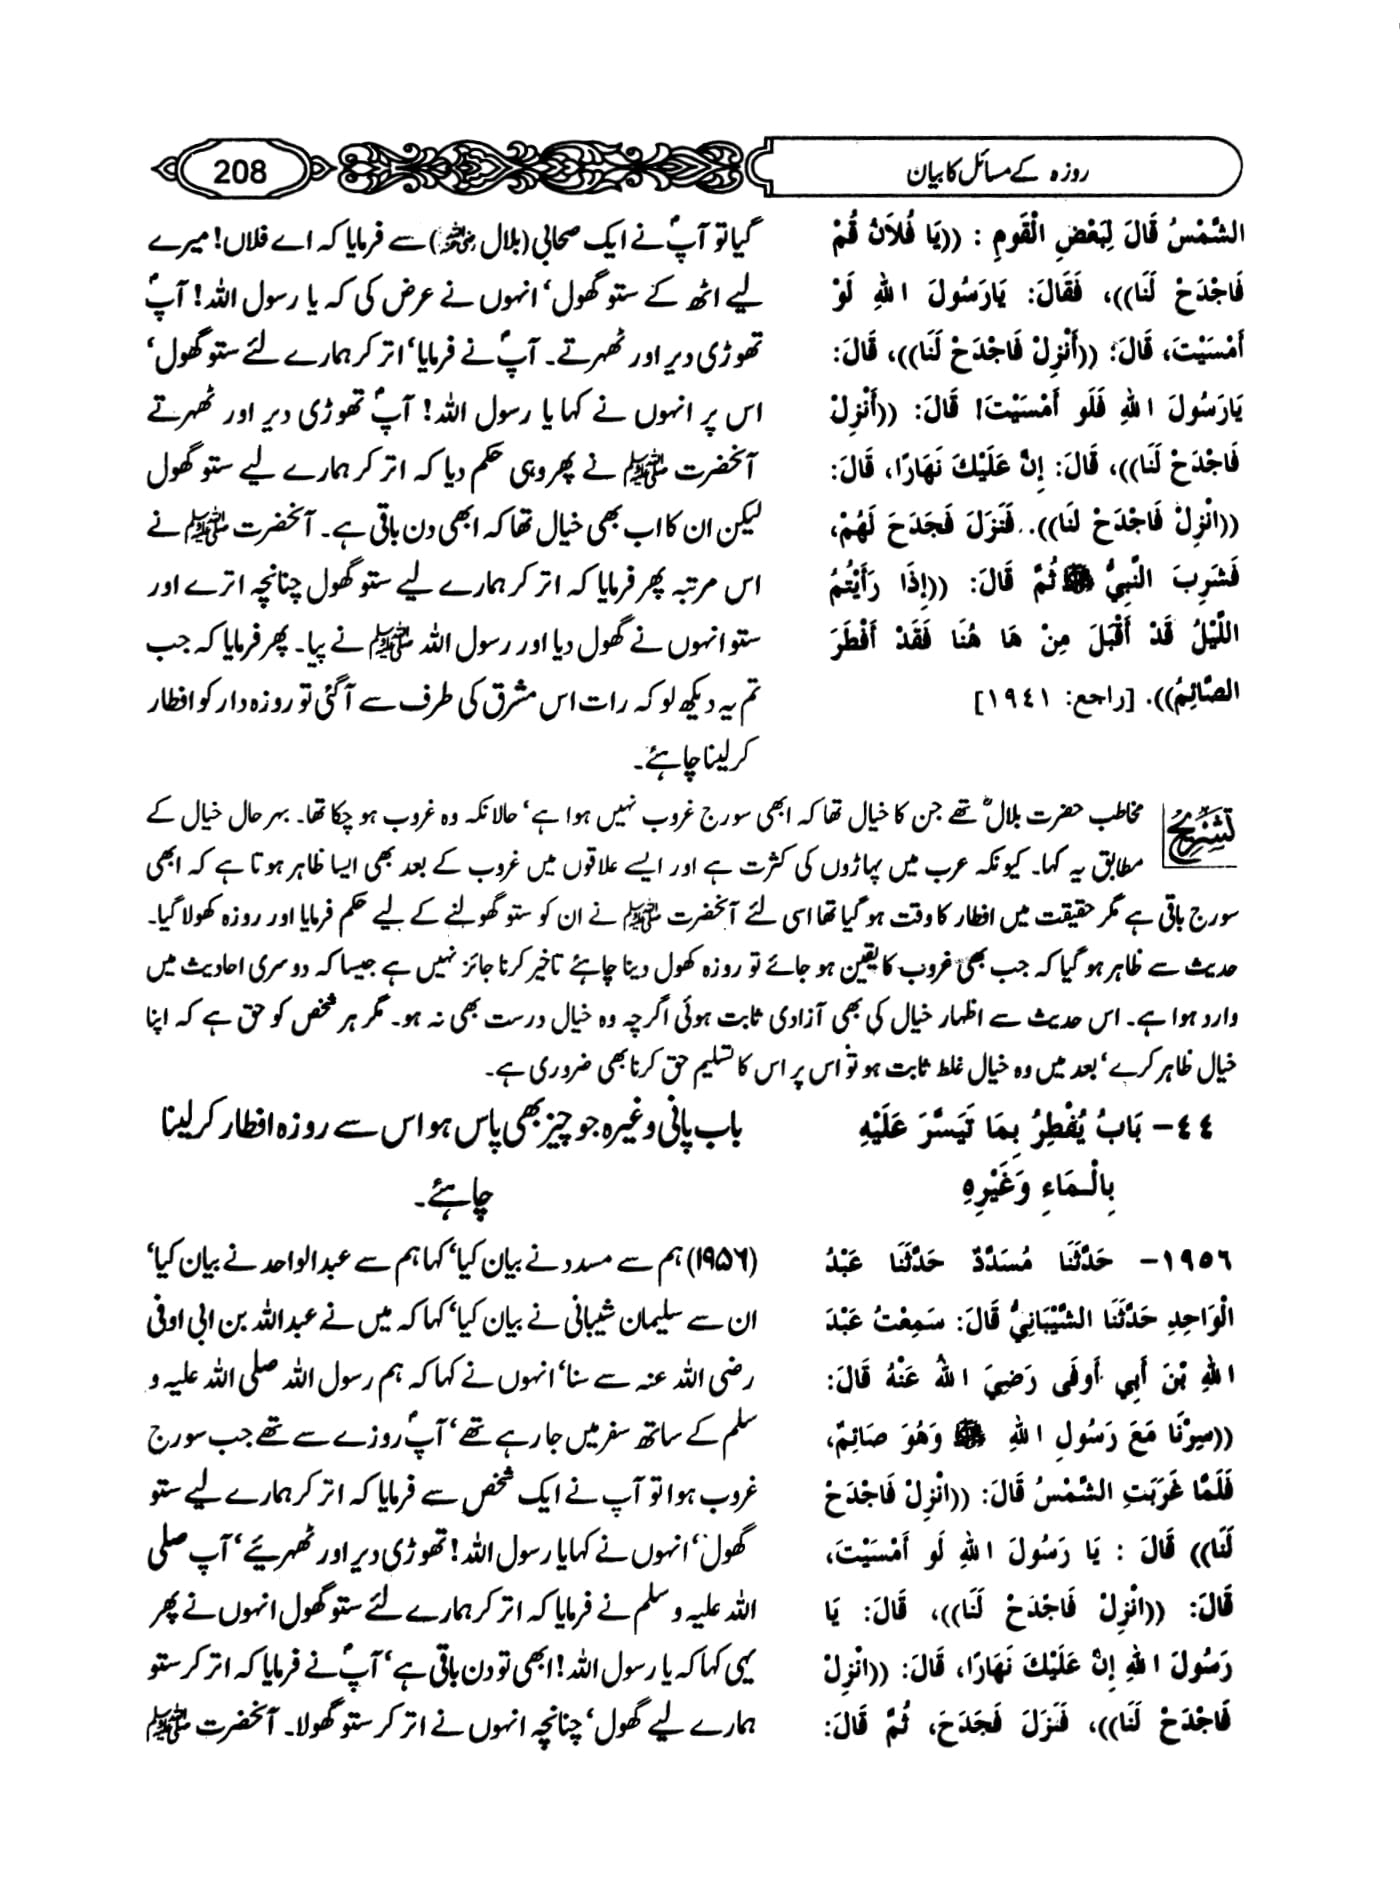 روزہ کے مسائل کا بیان
208
الشَّمْسُ قَالَ لِبَعْضِ الْقَومِ : ((يَا فُلاَنُ قُمْ
فَاجْدَحْ لَنَا))، فَقَالَ: يَارَسُولَ اللهِ لَوْ
أَمْسَيْتَ، قَالَ: ((أَنْزِلْ فَاجْدَحْ لَنَا))، قَالَ:
يَارَسُولَ اللهِ فَلَو أَمْسَيْتَ! قَالَ: ((أَنْزِلْ
فَاجْدَحْ لَنَا))، قَالَ: إِنَّ عَلَيْكَ نَهَارًا، قَالَ:
((انْزِلْ فَاجْدَحْ لَنَا))..فَنَزَلَ فَجَدَحَ لَهُمْ،
فَشَرِبَ النَّبِيُّ ﷺ ثُمَّ قَالَ: ((إِذَا رَأَيْتُمُ
اللَّيْلُ قَدْ أَقْبَلَ مِنْ هَا هُنَا فَقَدْ أَفْطَرَ
الصَّائِمُ)). [راجع: ١٩٤١]
گیا تو آپؐ نے ایک صحابی (بلال رضی اللہ عنہ) سے فرمایا کہ اے فلاں! میرے
لیے اٹھ کے ستو گھول‘ انہوں نے عرض کی کہ یا رسول اللہ! آپؐ
تھوڑی دیر اور ٹھہرتے۔ آپؐ نے فرمایا‘ اتر کر ہمارے لئے ستو گھول‘
اس پر انہوں نے کہا یا رسول اللہ! آپؐ تھوڑی دیر اور ٹھہرتے
آنحضرت ﷺ نے پھر وہی حکم دیا کہ اتر کر ہمارے لیے ستو گھول
لیکن ان کا اب بھی خیال تھا کہ ابھی دن باقی ہے۔ آنحضرت ﷺ نے
اس مرتبہ پھر فرمایا کہ اتر کر ہمارے لیے ستو گھول چنانچہ اترے اور
ستو انہوں نے گھول دیا اور رسول اللہ ﷺ نے پیا۔ پھر فرمایا کہ جب
تم یہ دیکھ لو کہ رات اس مشرق کی طرف سے آگئی تو روزہ دار کو افطار
کر لینا چاہئے۔
تشریح مخاطب حضرت بلالؓ تھے جن کا خیال تھا کہ ابھی سورج غروب نہیں ہوا ہے‘ حالانکہ وہ غروب ہو چکا تھا۔ بہر حال خیال کے
مطابق یہ کہا۔ کیونکہ عرب میں پہاڑوں کی کثرت ہے اور ایسے علاقوں میں غروب کے بعد بھی ایسا ظاہر ہوتا ہے کہ ابھی
سورج باقی ہے مگر حقیقت میں افطار کا وقت ہو گیا تھا اسی لئے آنحضرت ﷺ نے ان کو ستو گھولنے کے لیے حکم فرمایا اور روزہ کھولا گیا۔
حدیث سے ظاہر ہو گیا کہ جب بھی غروب کا یقین ہو جائے تو روزہ کھول دینا چاہئے تاخیر کرنا جائز نہیں ہے جیسا کہ دوسری احادیث میں
وارد ہوا ہے۔ اس حدیث سے اظہار خیال کی بھی آزادی ثابت ہوئی اگرچہ وہ خیال درست بھی نہ ہو۔ مگر ہر شخص کو حق ہے کہ اپنا
خیال ظاہر کرے‘ بعد میں وہ خیال غلط ثابت ہو تو اس پر اس کا تسلیم حق کرنا بھی ضروری ہے۔
٤٤– بَابُ يُفْطِرُ بِمَا تَيَسَّرَ عَلَيْهِ
بِالْمَاءِ وَغَيْرِهِ
باب پانی وغیرہ جو چیز بھی پاس ہو اس سے روزہ افطار کر لینا
چاہئے۔
١٩٥٦– حَدَّثَنَا مُسَدَّدٌ حَدَّثَنَا عَبْدُ
الْوَاحِدِ حَدَّثَنَا الشَّيْبَانِيُّ قَالَ: سَمِعْتُ عَبْدَ
اللهِ بْنَ أَبِي أَوفَى رَضِيَ اللهُ عَنْهُ قَالَ:
((سِرْنَا مَعَ رَسُولِ اللهِ ﷺ وَهُوَ صَائِمٌ،
فَلَمَّا غَرَبَتِ الشَّمْسُ قَالَ: ((انْزِلْ فَاجْدَحْ
لَنَا)) قَالَ : يَا رَسُولَ اللهِ لَو أَمْسَيْتَ،
قَالَ: ((انْزِلْ فَاجْدَحْ لَنَا))، قَالَ: يَا
رَسُولَ اللهِ إِنَّ عَلَيْكَ نَهَارًا، قَالَ: ((انْزِلْ
فَاجْدَحْ لَنَا))، فَنَزَلَ فَجَدَحَ، ثُمَّ قَالَ:
(۱۹۵۶) ہم سے مسدد نے بیان کیا‘ کہا ہم سے عبدالواحد نے بیان کیا‘
ان سے سلیمان شیبانی نے بیان کیا‘ کہا کہ میں نے عبداللہ بن ابی اوفی
رضی اللہ عنہ سے سنا‘ انہوں نے کہا کہ ہم رسول اللہ صلی اللہ علیہ و
سلم کے ساتھ سفر میں جا رہے تھے‘ آپؐ روزے سے تھے جب سورج
غروب ہوا تو آپ نے ایک شخص سے فرمایا کہ اتر کر ہمارے لیے ستو
گھول‘ انہوں نے کہا یا رسول اللہ! تھوڑی دیر اور ٹھہریئے‘ آپ صلی
اللہ علیہ و سلم نے فرمایا کہ اتر کر ہمارے لئے ستو گھول انہوں نے پھر
یہی کہا کہ یا رسول اللہ! ابھی تو دن باقی ہے‘ آپؐ نے فرمایا کہ اتر کر ستو
ہمارے لیے گھول‘ چنانچہ انہوں نے اتر کر ستو گھولا۔ آنحضرت ﷺ